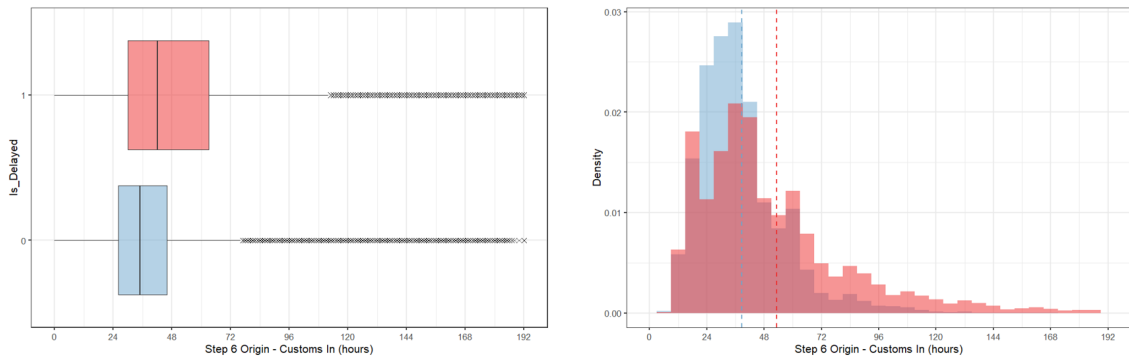 Is_Delayed
1
0
0 24 48 72 96 120 144 168 192
Step 6 Origin - Customs In (hours)
Density
0.03
0.02
0.01
0.00
0 24 48 72 96 120 144 168 192
Step 6 Origin - Customs In (hours)